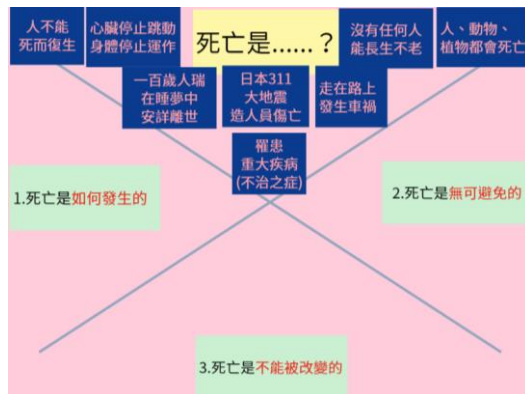 人不能
死而復生
心臟停止跳動
身體停止運作
死亡是......？
沒有任何人
能長生不老
人、動物、
植物都會死亡
一百歲人瑞
在睡夢中
安詳離世
日本311
大地震
造人員傷亡
走在路上
發生車禍
罹患
重大疾病
(不治之症)
1.死亡是如何發生的
2.死亡是無可避免的
3.死亡是不能被改變的